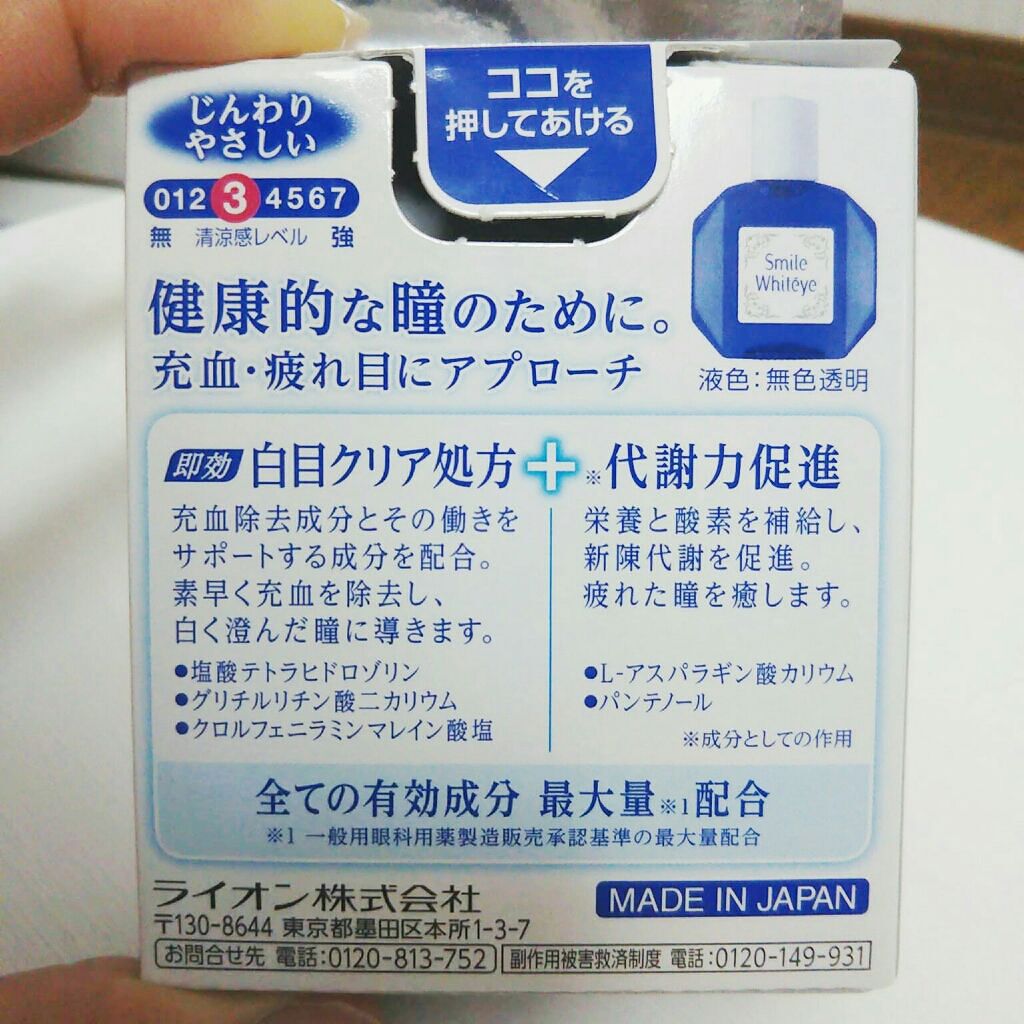 ココを
押してあける
じんわり
やさしい
0 1 2 3 4 5 6 7
無 清涼感レベル 強
Smile
Whitéye
液色:無色透明
健康的な瞳のために。
充血・疲れ目にアプローチ
即効 白目クリア処方
充血除去成分とその働きを
サポートする成分を配合。
素早く充血を除去し、
白く澄んだ瞳に導きます。
●塩酸テトラヒドロゾリン
●グリチルリチン酸二カリウム
●クロルフェニラミンマレイン酸塩
+
※代謝力促進
栄養と酸素を補給し、
新陳代謝を促進。
疲れた瞳を癒します。
●L-アスパラギン酸カリウム
●パンテノール
※成分としての作用
全ての有効成分 最大量※1配合
※1 一般用眼科用薬製造販売承認基準の最大量配合
ライオン株式会社
〒130-8644 東京都墨田区本所1-3-7
MADE IN JAPAN
お問合せ先 電話:0120-813-752
副作用被害救済制度 電話:0120-149-931